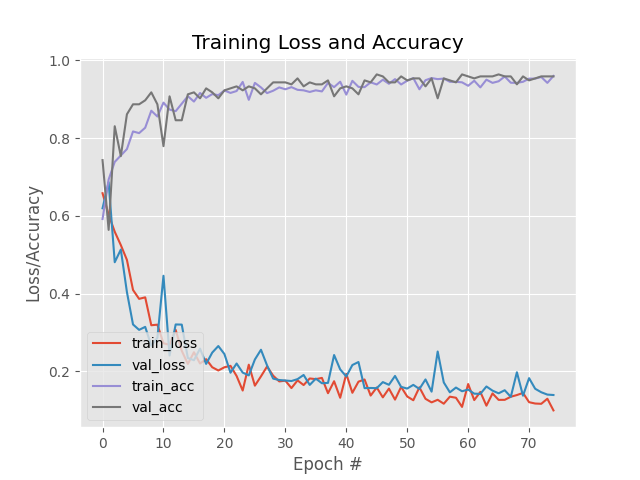 Training Loss and Accuracy
1.0
0.8
0.6
0.4
0.2
Loss/Accuracy
train_loss
val_loss
train_acc
val_acc
0 10 20 30 40 50 60 70
Epoch #